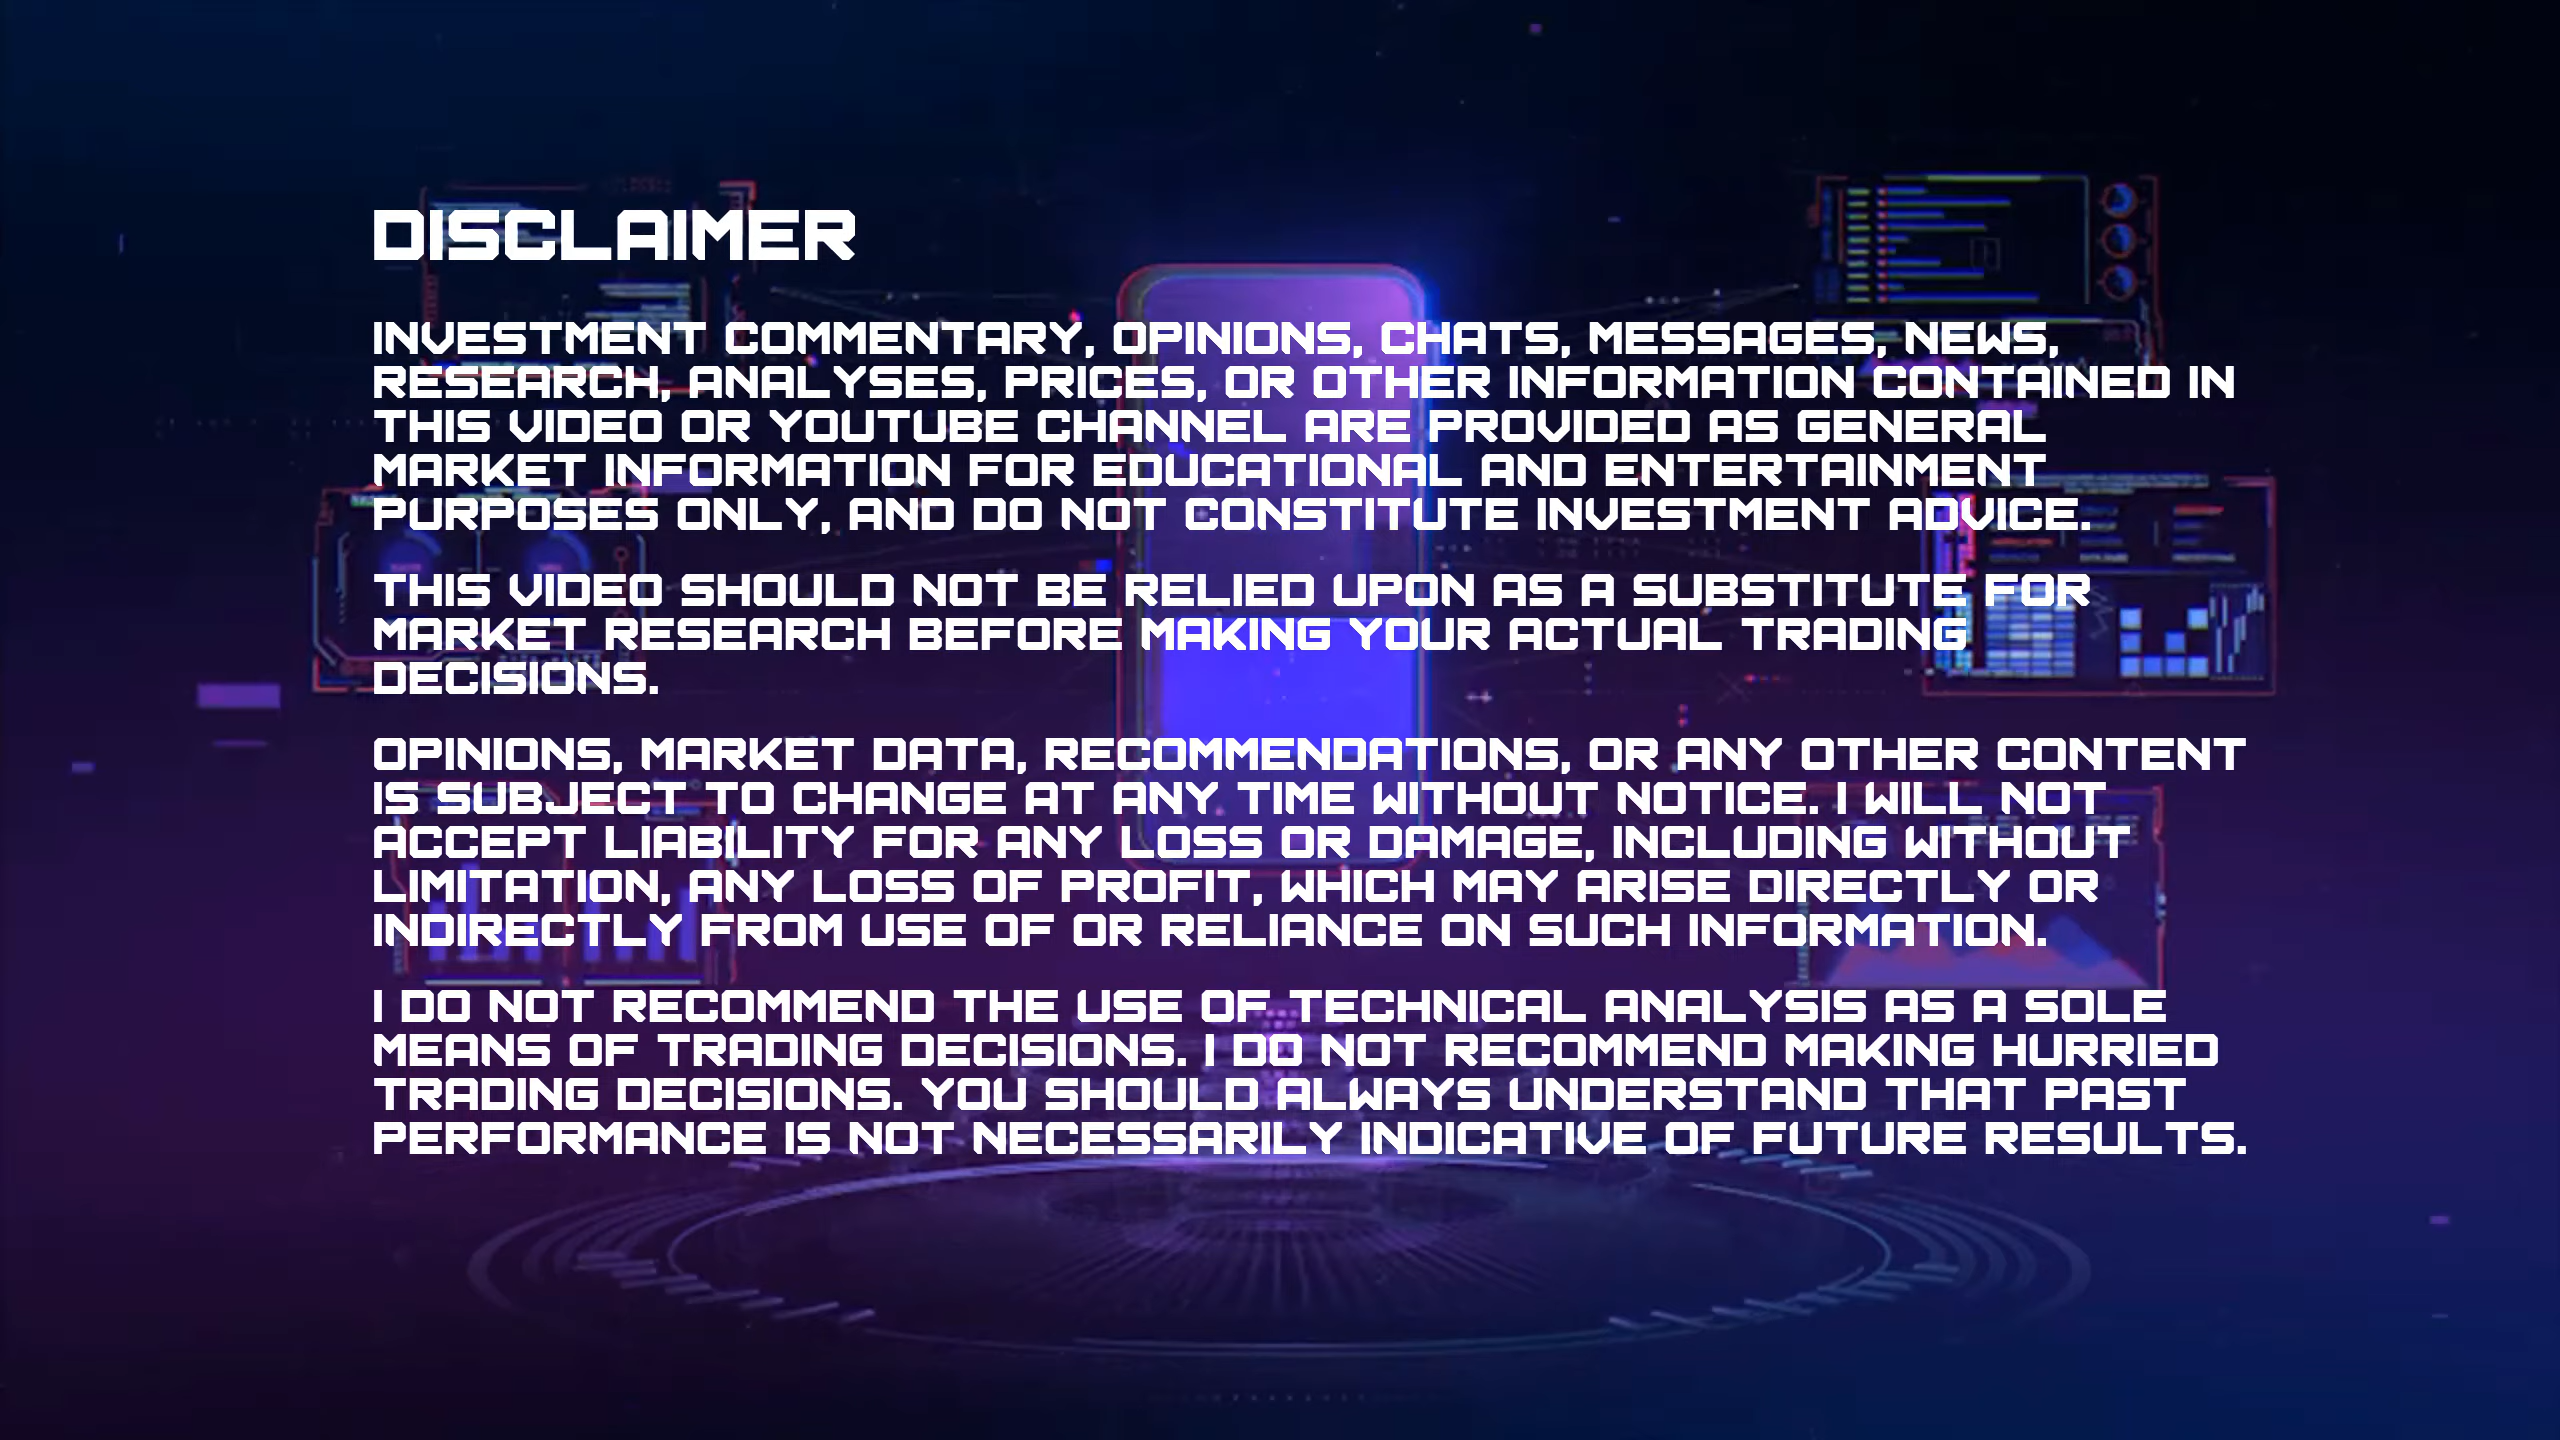 DISCLAIMER
INVESTMENT COMMENTARY, OPINIONS, CHATS, MESSAGES, NEWS,
RESEARCH, ANALYSES, PRICES, OR OTHER INFORMATION CONTAINED IN
THIS VIDEO OR YOUTUBE CHANNEL ARE PROVIDED AS GENERAL
MARKET INFORMATION FOR EDUCATIONAL AND ENTERTAINMENT
PURPOSES ONLY, AND DO NOT CONSTITUTE INVESTMENT ADVICE.
THIS VIDEO SHOULD NOT BE RELIED UPON AS A SUBSTITUTE FOR
MARKET RESEARCH BEFORE MAKING YOUR ACTUAL TRADING
DECISIONS.
OPINIONS, MARKET DATA, RECOMMENDATIONS, OR ANY OTHER CONTENT
IS SUBJECT TO CHANGE AT ANY TIME WITHOUT NOTICE. I WILL NOT
ACCEPT LIABILITY FOR ANY LOSS OR DAMAGE, INCLUDING WITHOUT
LIMITATION, ANY LOSS OF PROFIT, WHICH MAY ARISE DIRECTLY OR
INDIRECTLY FROM USE OF OR RELIANCE ON SUCH INFORMATION.
I DO NOT RECOMMEND THE USE OF TECHNICAL ANALYSIS AS A SOLE
MEANS OF TRADING DECISIONS. I DO NOT RECOMMEND MAKING HURRIED
TRADING DECISIONS. YOU SHOULD ALWAYS UNDERSTAND THAT PAST
PERFORMANCE IS NOT NECESSARILY INDICATIVE OF FUTURE RESULTS.